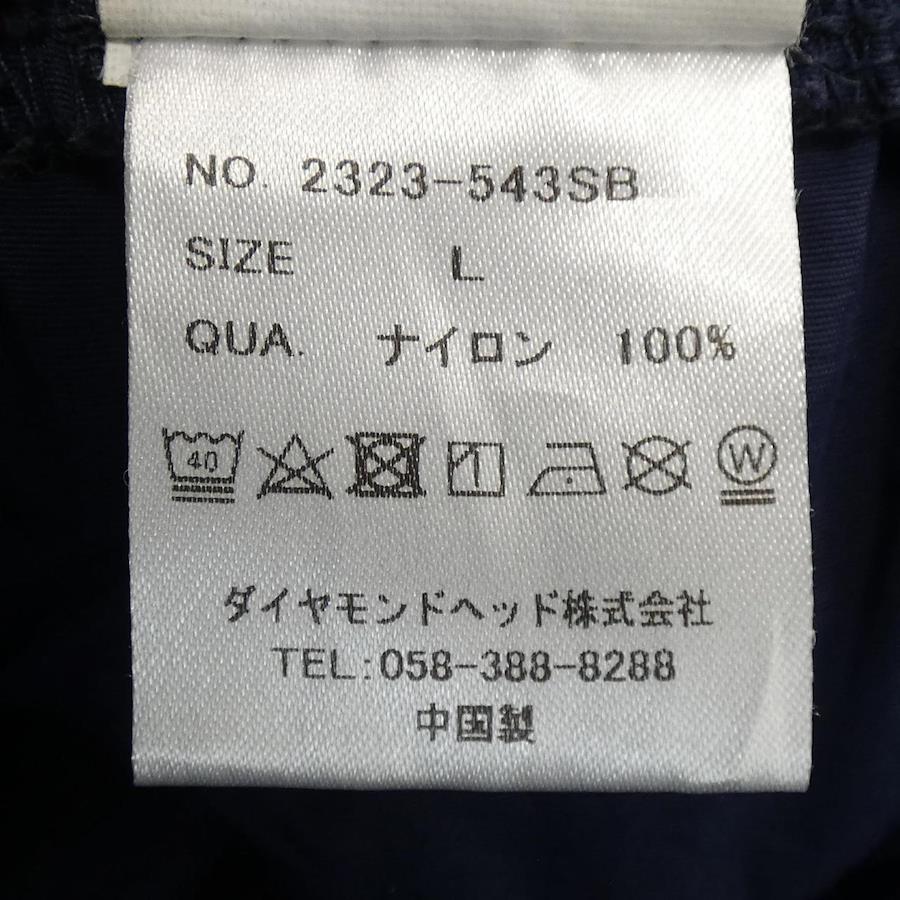 NO. 2323-543SB
SIZE L
QUA. ナイロン 100%
40 W
ダイヤモンドヘッド株式会社
TEL:058-388-8288
中国製